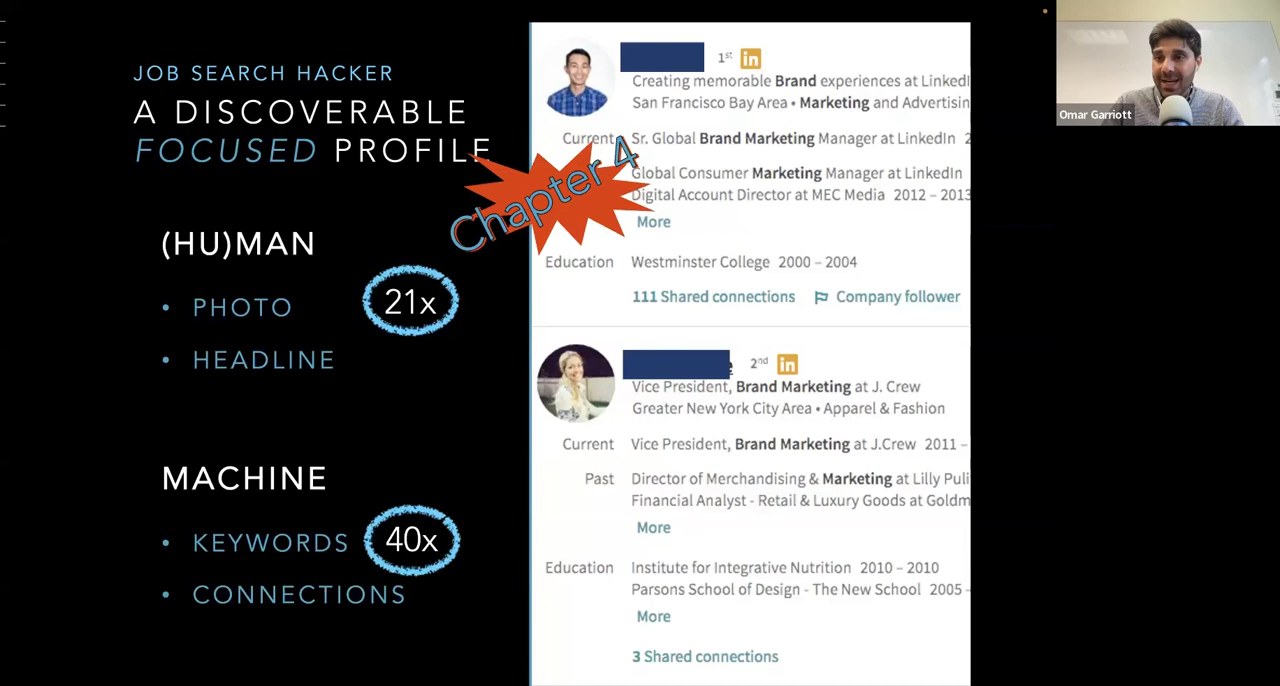 JOB SEARCH HACKER
A DISCOVERABLE
FOCUSED PROFILE
(HU)MAN
• PHOTO
21x
• HEADLINE
MACHINE
• KEYWORDS
40x
• CONNECTIONS
Chapter 4
1st in
Creating memorable Brand experiences at LinkedI
San Francisco Bay Area • Marketing and Advertisin
Current Sr. Global Brand Marketing Manager at LinkedIn 2
Global Consumer Marketing Manager at LinkedIn
Digital Account Director at MEC Media 2012 – 2013
More
Education Westminster College 2000 – 2004
111 Shared connections Company follower
2nd in
Vice President, Brand Marketing at J. Crew
Greater New York City Area • Apparel & Fashion
Current Vice President, Brand Marketing at J.Crew 2011 –
Past Director of Merchandising & Marketing at Lilly Puli
Financial Analyst - Retail & Luxury Goods at Goldm
More
Education Institute for Integrative Nutrition 2010 – 2010
Parsons School of Design - The New School 2005 -
More
3 Shared connections
Omar Garriott